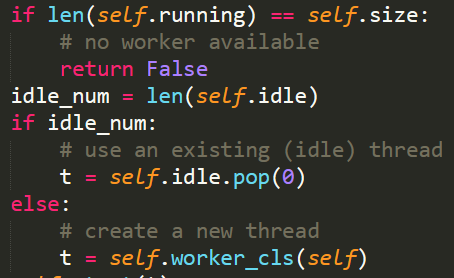 if len(self.running) == self.size:
    # no worker available
    return False
idle_num = len(self.idle)
if idle_num:
    # use an existing (idle) thread
    t = self.idle.pop(0)
else:
    # create a new thread
    t = self.worker_cls(self)